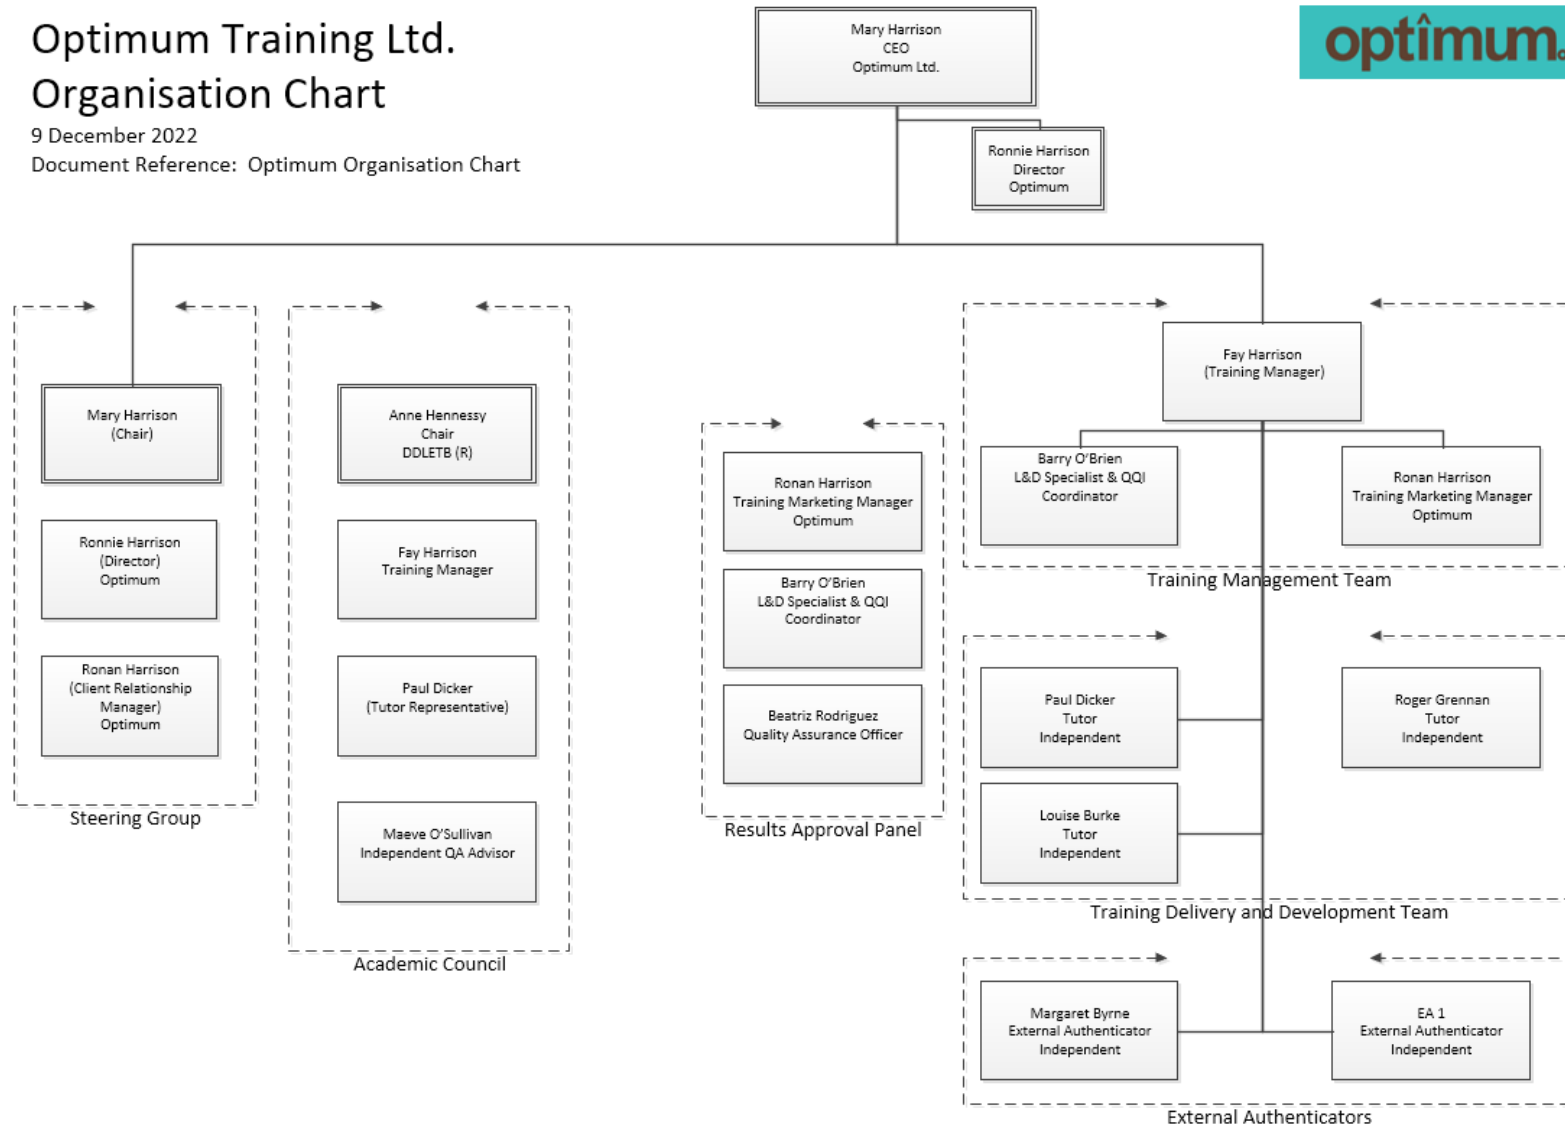 Optimum Training Ltd.
Organisation Chart
9 December 2022
Document Reference: Optimum Organisation Chart
Mary Harrison
CEO
Optimum Ltd.
optîmum.
Ronnie Harrison
Director
Optimum
Mary Harrison
(Chair)
Ronnie Harrison
(Director)
Optimum
Ronan Harrison
(Client Relationship
Manager)
Optimum
Steering Group
Anne Hennessy
Chair
DDLETB (R)
Fay Harrison
Training Manager
Paul Dicker
(Tutor Representative)
Maeve O'Sullivan
Independent QA Advisor
Academic Council
Ronan Harrison
Training Marketing Manager
Optimum
Barry O'Brien
L&D Specialist & QQI
Coordinator
Beatriz Rodriguez
Quality Assurance Officer
Results Approval Panel
Fay Harrison
(Training Manager)
Barry O'Brien
L&D Specialist & QQI
Coordinator
Ronan Harrison
Training Marketing Manager
Optimum
Training Management Team
Paul Dicker
Tutor
Independent
Roger Grennan
Tutor
Independent
Louise Burke
Tutor
Independent
Training Delivery and Development Team
Margaret Byrne
External Authenticator
Independent
EA 1
External Authenticator
Independent
External Authenticators